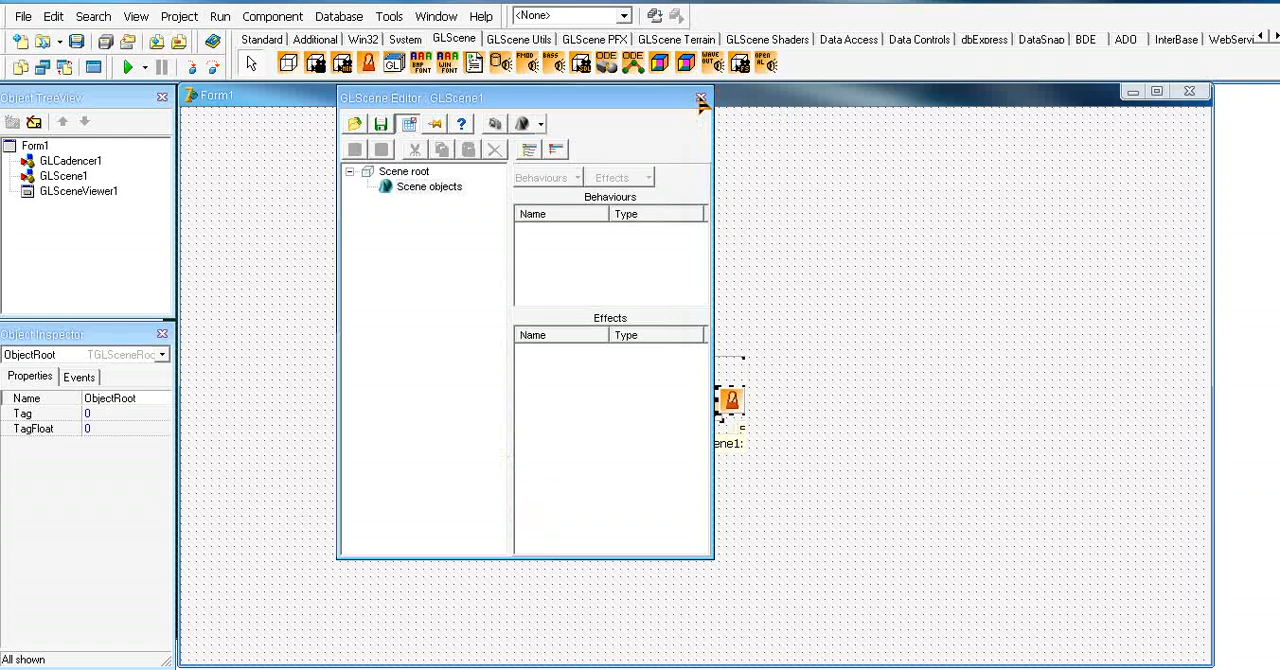 File Edit Search View Project Run Component Database Tools Window Help <None>
Standard Additional Win32 System GLScene GLScene Utils GLScene PFX GLScene Terrain GLScene Shaders Data Access Data Controls dbExpress DataSnap BDE ADO InterBase WebServi
Object TreeView
Form1
GLCadencer1
GLScene1
GLSceneViewer1
Form1
GLScene Editor : GLScene1
Scene root
Scene objects
Behaviours Effects
Behaviours
Name Type
Effects
Name Type
ene1:
Object Inspector
ObjectRoot TGLSceneRoo
Properties Events
Name ObjectRoot
Tag 0
TagFloat 0
All shown